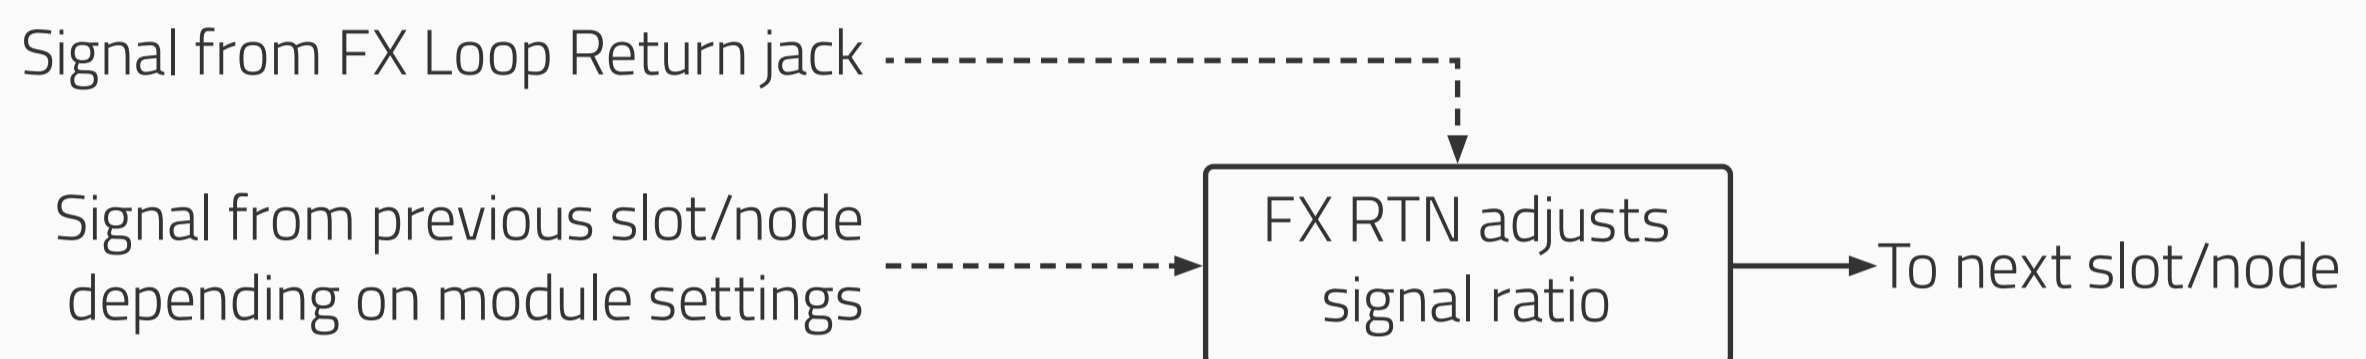 Signal from FX Loop Return jack
Signal from previous slot/node
depending on module settings
FX RTN adjusts
signal ratio
To next slot/node